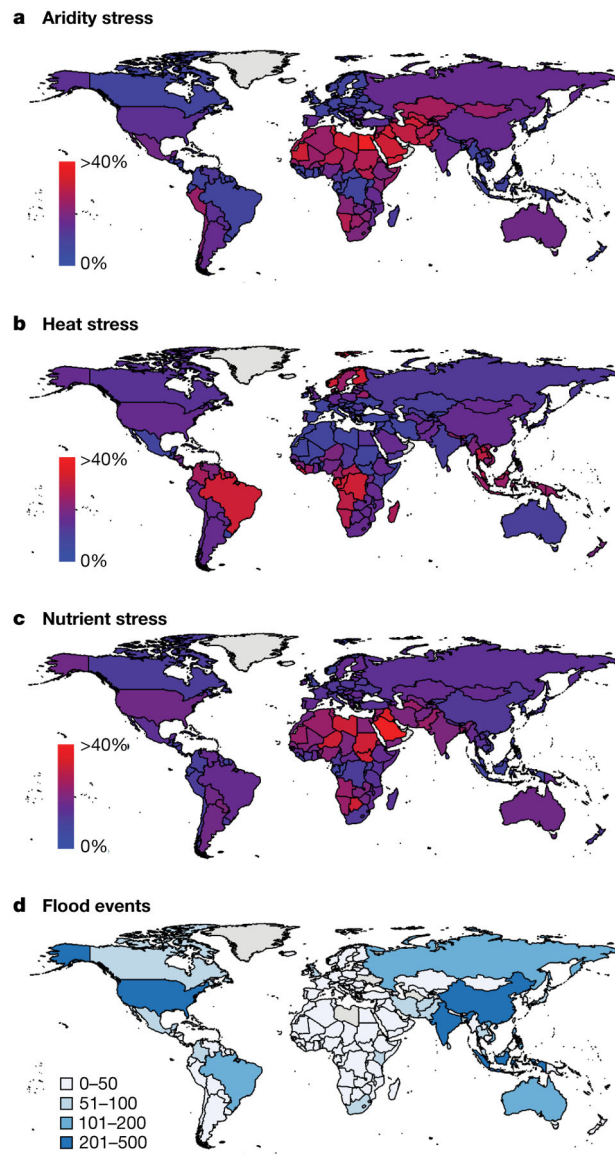 a Aridity stress
>40%
0%
b Heat stress
>40%
0%
c Nutrient stress
>40%
0%
d Flood events
0–50
51–100
101–200
201–500